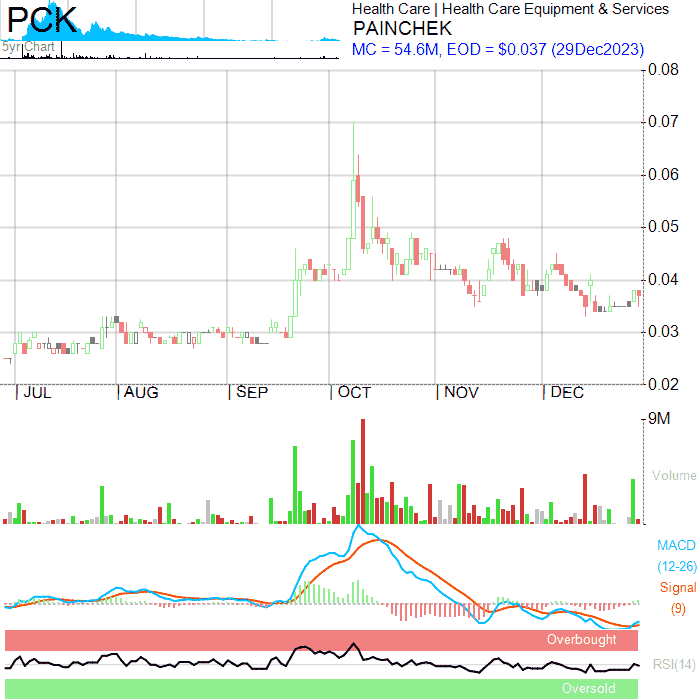 PCK
5yr Chart
Health Care | Health Care Equipment & Services
PAINCHEK
MC = 54.6M, EOD = $0.037 (29Dec2023)
0.08
0.07
0.06
0.05
0.04
0.03
0.02
JUL AUG SEP OCT NOV DEC
9M
Volume
MACD
(12-26)
Signal
(9)
Overbought
RSI(14)
Oversold